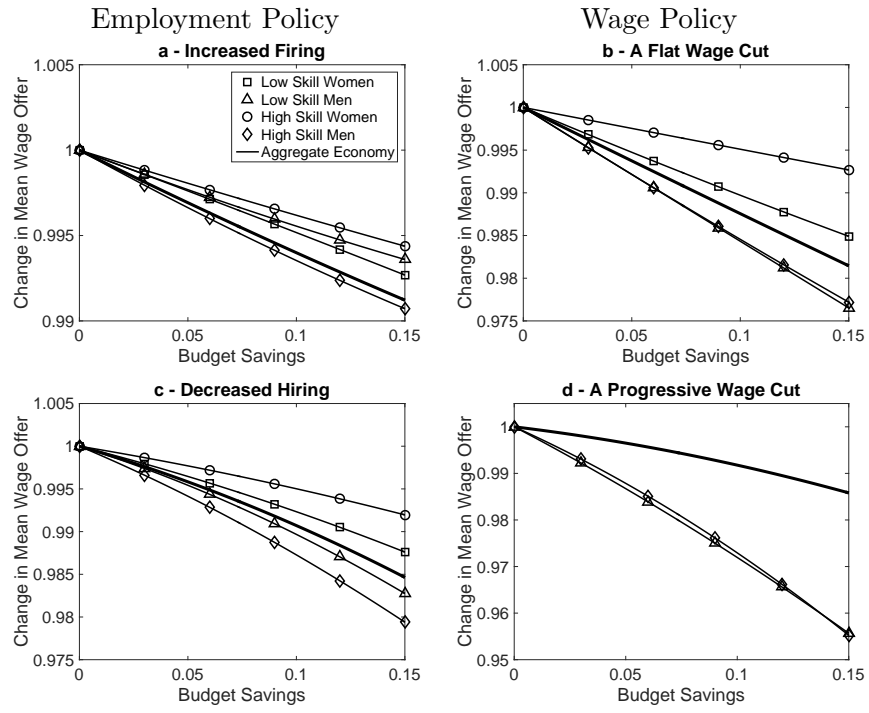 Employment Policy
Wage Policy
a - Increased Firing
1.005
1
0.995
0.99
0
0.05
0.1
0.15
Change in Mean Wage Offer
Budget Savings
Low Skill Women
Low Skill Men
High Skill Women
High Skill Men
Aggregate Economy
b - A Flat Wage Cut
1.005
1
0.995
0.99
0.985
0.98
0.975
0
0.05
0.1
0.15
Change in Mean Wage Offer
Budget Savings
c - Decreased Hiring
1.005
1
0.995
0.99
0.985
0.98
0.975
0
0.05
0.1
0.15
Change in Mean Wage Offer
Budget Savings
d - A Progressive Wage Cut
1
0.99
0.98
0.97
0.96
0.95
0
0.05
0.1
0.15
Change in Mean Wage Offer
Budget Savings